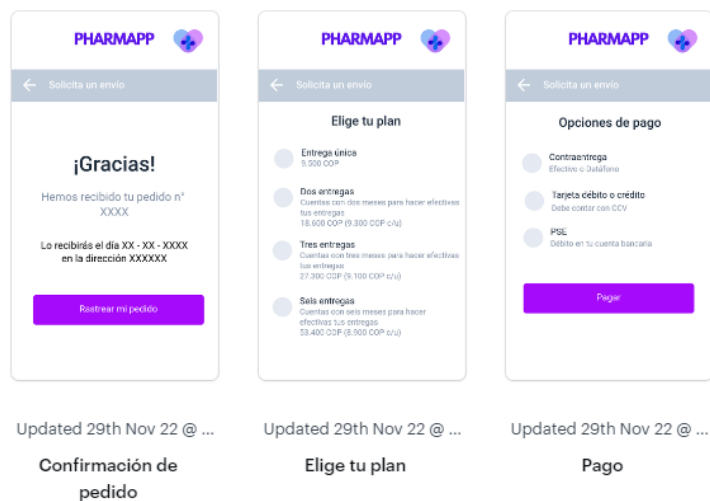 PHARMAPP
Solicita un envío
¡Gracias!
Hemos recibido tu pedido n°
XXXX
Lo recibirás el día XX - XX - XXXX
en la dirección XXXXXX
Rastrear mi pedido
Updated 29th Nov 22 @ ...
Confirmación de
pedido
PHARMAPP
Solicita un envío
Elige tu plan
Entrega única
9.500 COP
Dos entregas
Cuentas con dos meses para hacer efectivas
tus entregas
18.600 COP (9.300 COP c/u)
Tres entregas
Cuentas con tres meses para hacer efectivas
tus entregas
27.300 COP (9.100 COP c/u)
Seis entregas
Cuentas con seis meses para hacer
efectivas tus entregas
53.400 COP (8.900 COP c/u)
Updated 29th Nov 22 @ ...
Elige tu plan
PHARMAPP
Solicita un envío
Opciones de pago
Contraentrega
Efectivo o Datáfono
Tarjeta débito o crédito
Debe contar con CCV
PSE
Débito en tu cuenta bancaria
Pagar
Updated 29th Nov 22 @ ...
Pago